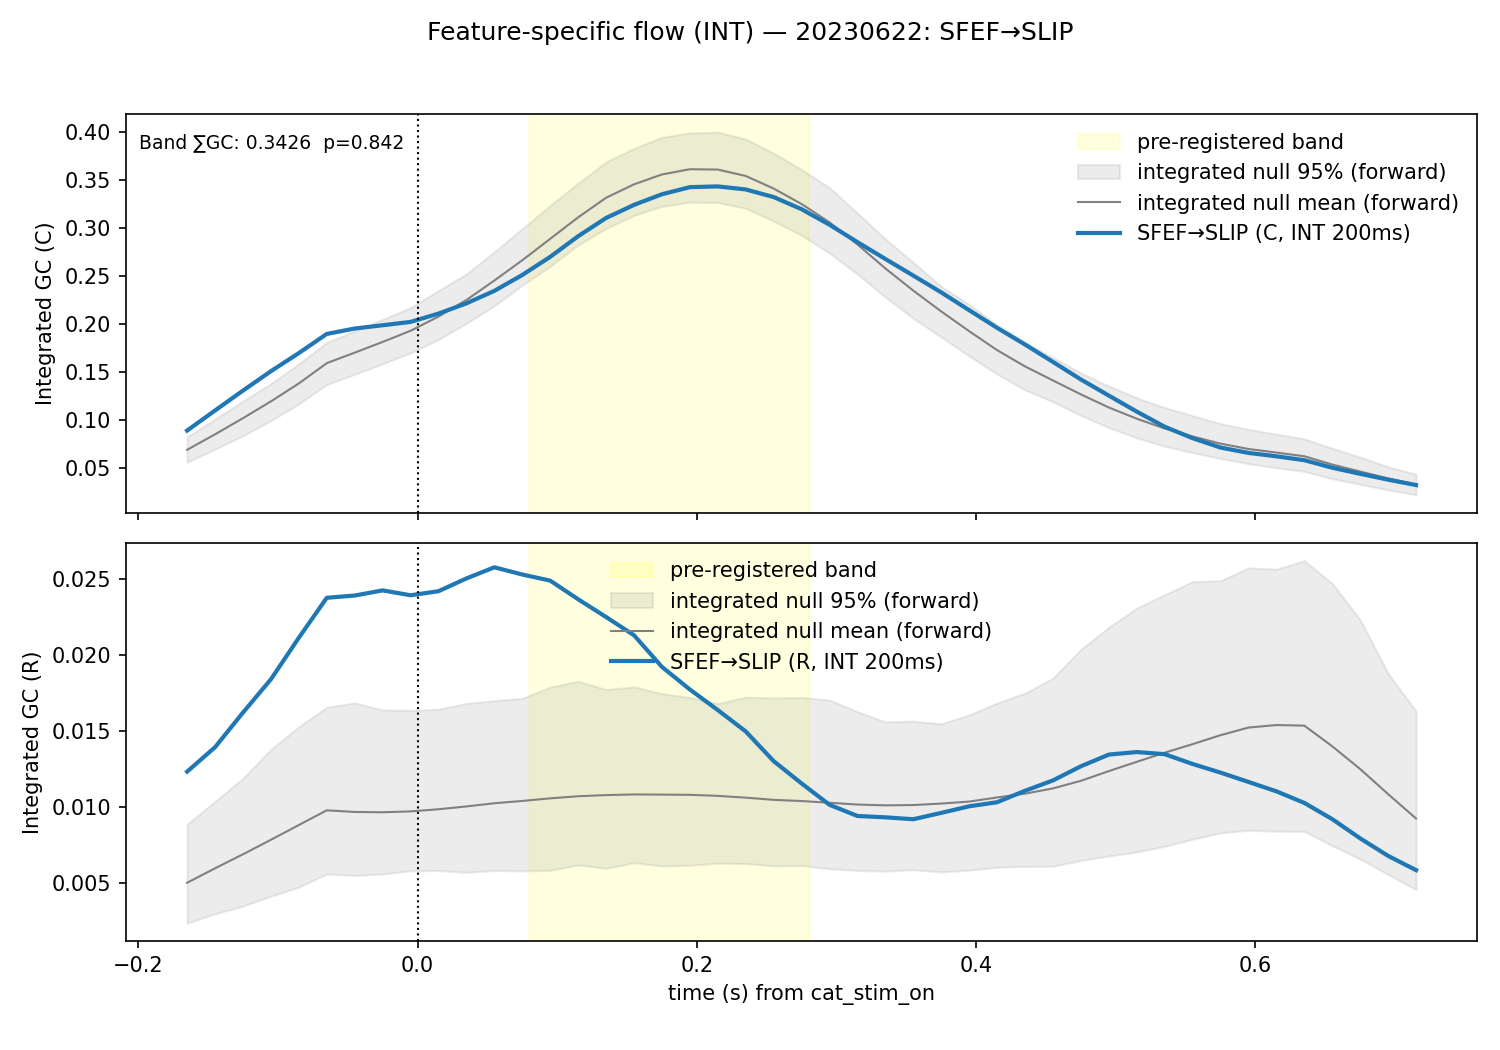 Feature-specific flow (INT) — 20230622: SFEF→SLIP
Band ∑GC: 0.3426  p=0.842
pre-registered band
integrated null 95% (forward)
integrated null mean (forward)
SFEF→SLIP (C, INT 200ms)
Integrated GC (C)
0.40
0.35
0.30
0.25
0.20
0.15
0.10
0.05
pre-registered band
integrated null 95% (forward)
integrated null mean (forward)
SFEF→SLIP (R, INT 200ms)
Integrated GC (R)
0.025
0.020
0.015
0.010
0.005
−0.2 0.0 0.2 0.4 0.6
time (s) from cat_stim_on